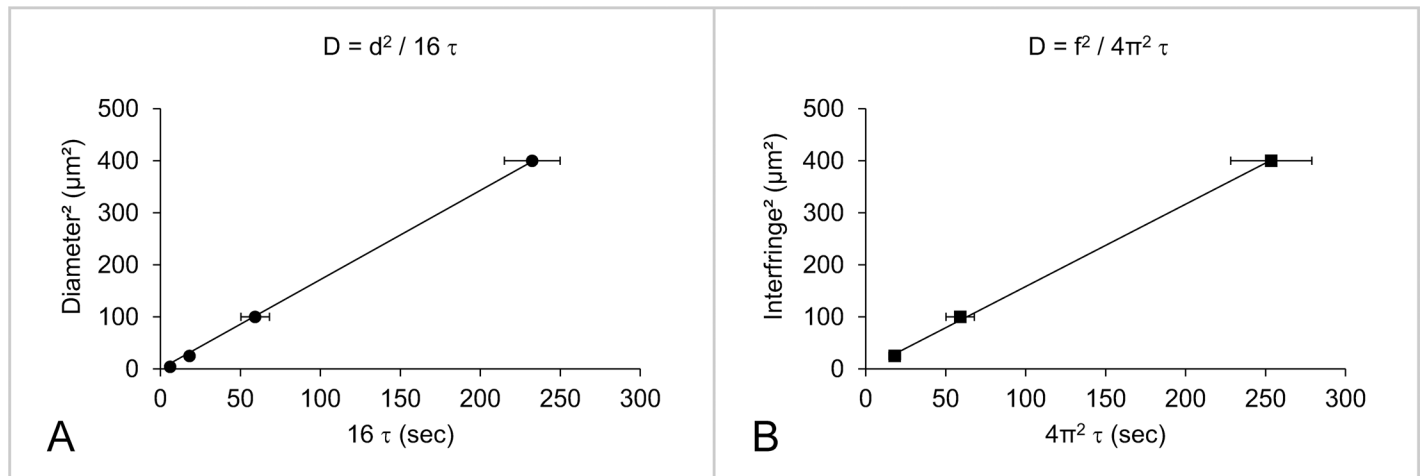 D = d² / 16 τ
500
400
300
200
100
0
Diameter² (μm²)
0 50 100 150 200 250 300
16 τ (sec)
A
D = f² / 4π² τ
500
400
300
200
100
0
Interfringe² (μm²)
0 50 100 150 200 250 300
4π² τ (sec)
B